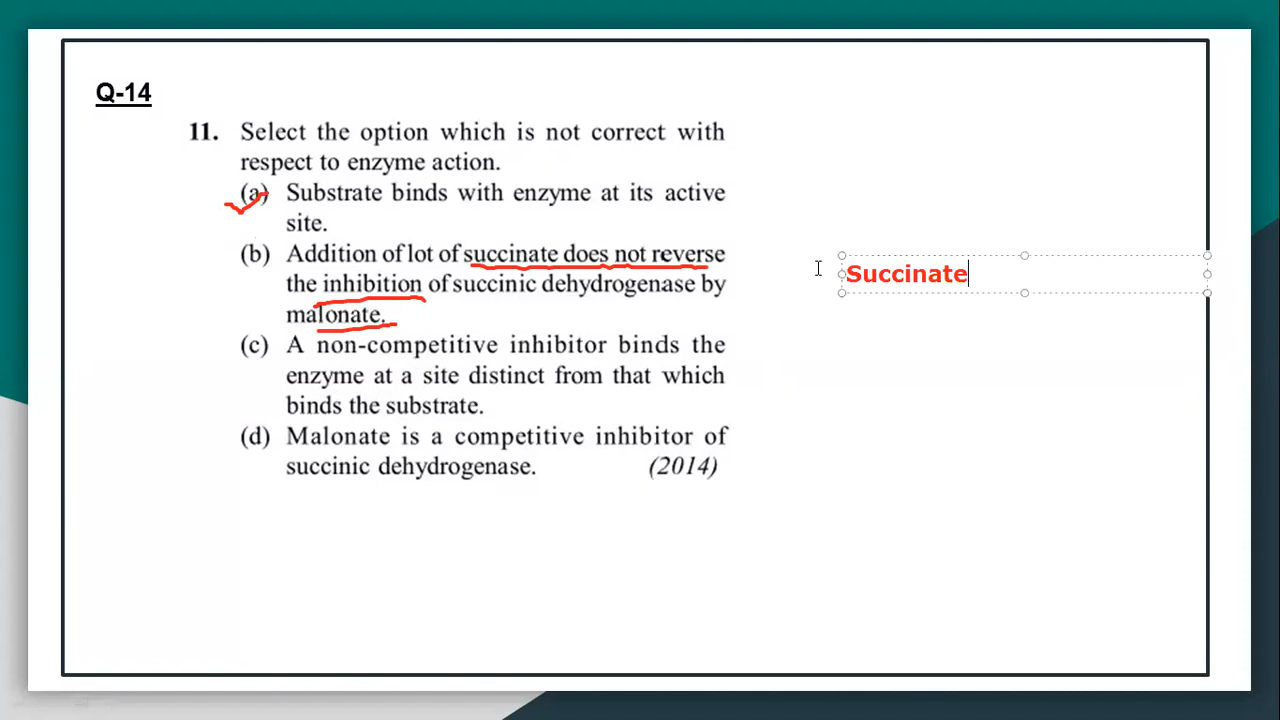 Q-14
11. Select the option which is not correct with
respect to enzyme action.
(a) Substrate binds with enzyme at its active
site.
(b) Addition of lot of succinate does not reverse
the inhibition of succinic dehydrogenase by
malonate.
(c) A non-competitive inhibitor binds the
enzyme at a site distinct from that which
binds the substrate.
(d) Malonate is a competitive inhibitor of
succinic dehydrogenase. (2014)
Succinate